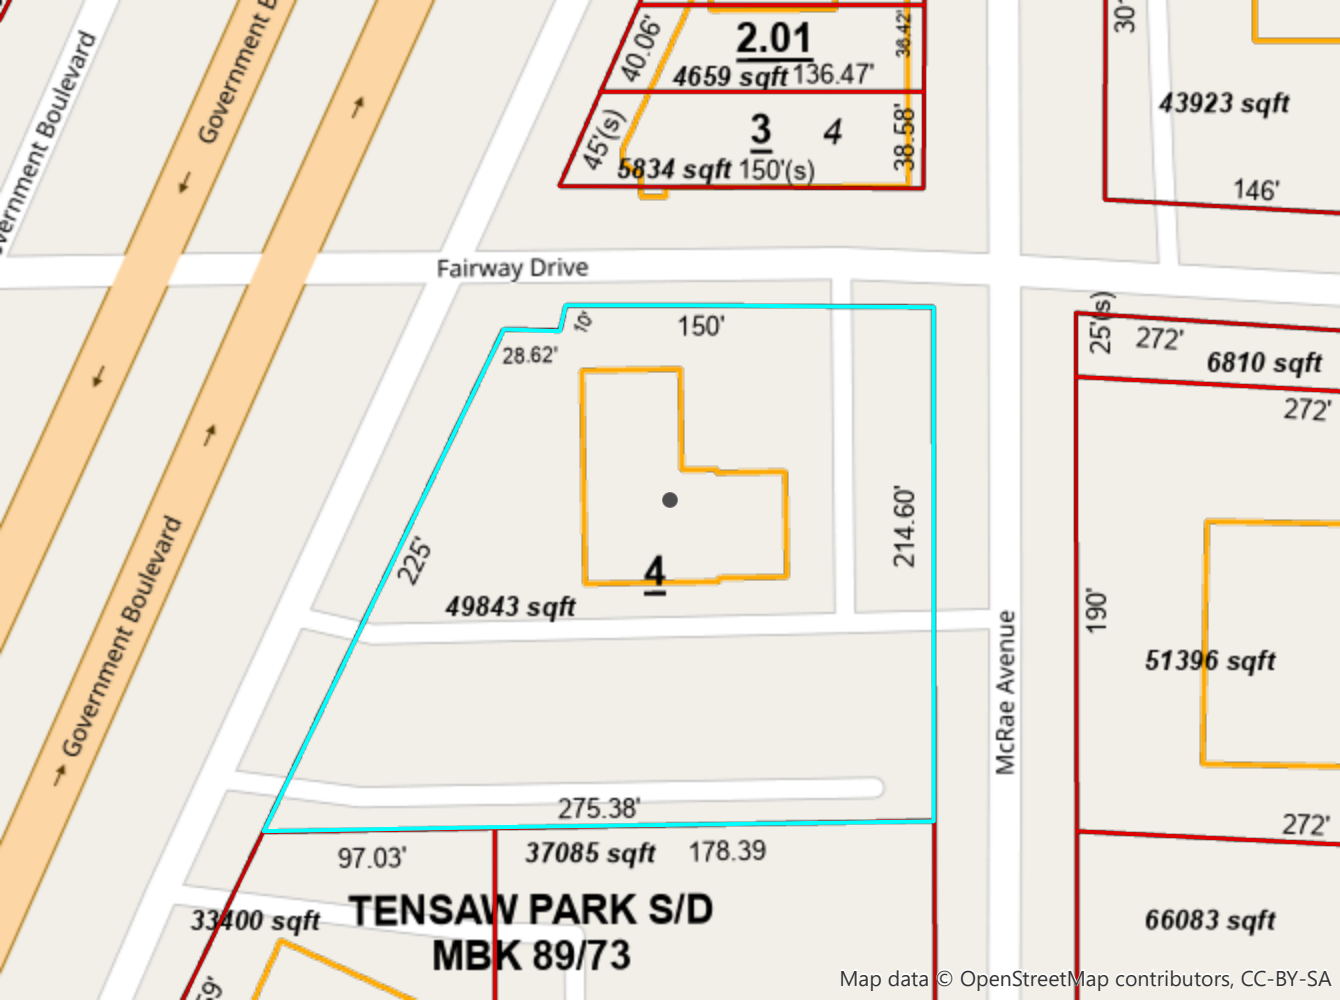 Government Boulevard
40.06'
2.01
36.42'
30'
4659 sqft 136.47'
43923 sqft
45'(s)
3
4
38.58'
5834 sqft 150'(s)
146'
Fairway Drive
10'
150'
28.62'
25'(s)
272'
6810 sqft
272'
225'
214.60'
4
49843 sqft
190'
Government Boulevard
51396 sqft
McRae Avenue
275.38'
272'
97.03'
37085 sqft
178.39
33400 sqft
TENSAW PARK S/D
MBK 89/73
66083 sqft
Map data © OpenStreetMap contributors, CC-BY-SA